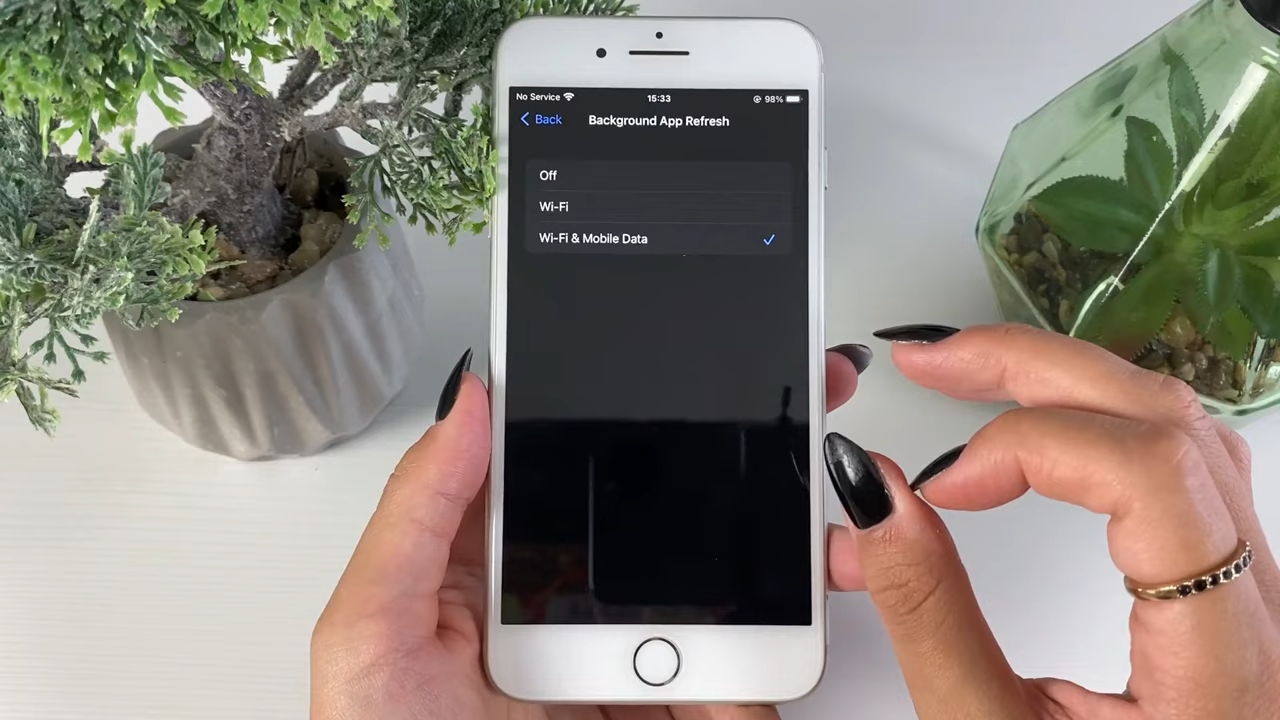 No Service 15:33 98%
Back Background App Refresh
Off
Wi-Fi
Wi-Fi & Mobile Data